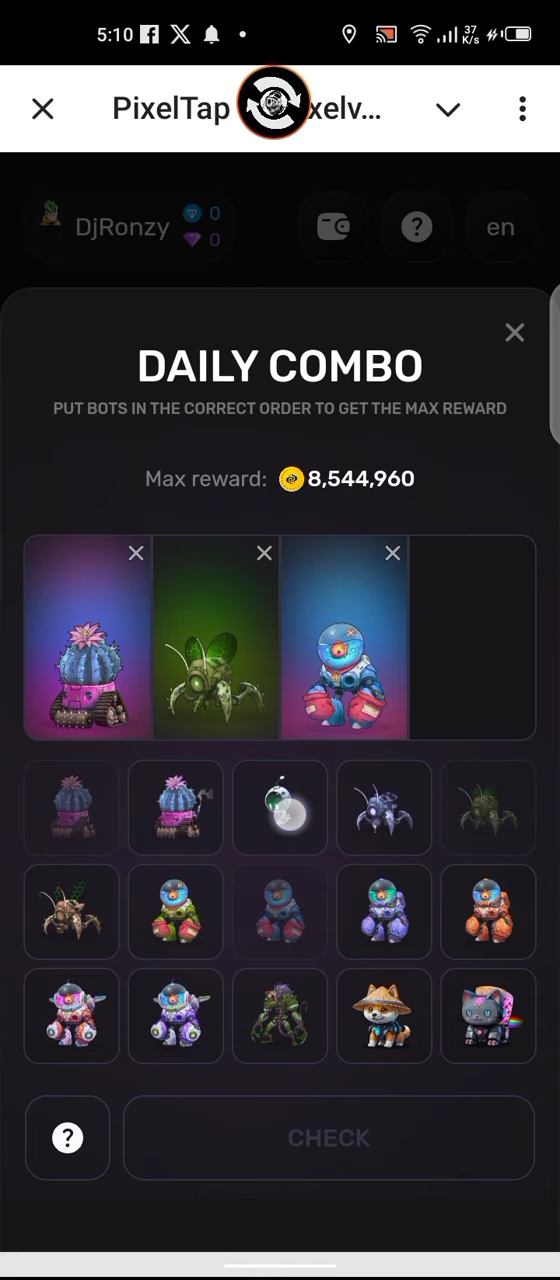 5:10
37
K/s
PixelTap
xelv...
DjRonzy
0
0
en
DAILY COMBO
PUT BOTS IN THE CORRECT ORDER TO GET THE MAX REWARD
Max reward: 8,544,960
?
CHECK